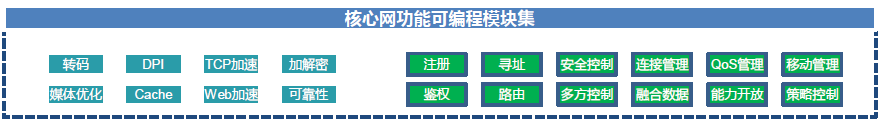 核心网功能可编程模块集
转码 DPI TCP加速 加解密 注册 寻址 安全控制 连接管理 QoS管理 移动管理
媒体优化 Cache Web加速 可靠性 鉴权 路由 多方控制 融合数据 能力开放 策略控制